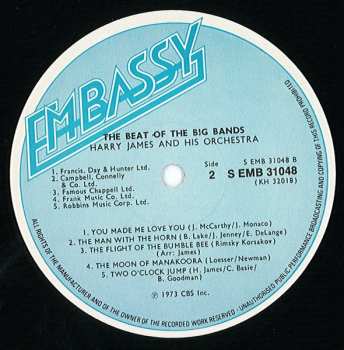 EMBASSY
THE BEAT OF THE BIG BANDS
HARRY JAMES AND HIS ORCHESTRA
S EMB 31048 B
1. Francis, Day & Hunter Ltd.
2. Campbell, Connelly
& Co. Ltd.
3. Famous Chappell Ltd.
4. Frank Music Co. Ltd.
5. Robbins Music Corp. Ltd.
Side
2 S EMB 31048
(KH 32018)
1. YOU MADE ME LOVE YOU (J. McCarthy/J. Monaco)
2. THE MAN WITH THE HORN (B. Lake/J. Jenney/E. DeLange)
3. THE FLIGHT OF THE BUMBLE BEE (Rimsky Korsakov)
(Arr: James)
4. THE MOON OF MANAKOORA (Loesser/Newman)
5. TWO O'CLOCK JUMP (H. James/C. Basie/
B. Goodman)
℗ 1973 CBS Inc.
ALL RIGHTS OF THE MANUFACTURER AND OF THE OWNER OF THE RECORDED WORK RESERVED · UNAUTHORISED PUBLIC PERFORMANCE BROADCASTING AND COPYING OF THIS RECORD PROHIBITED